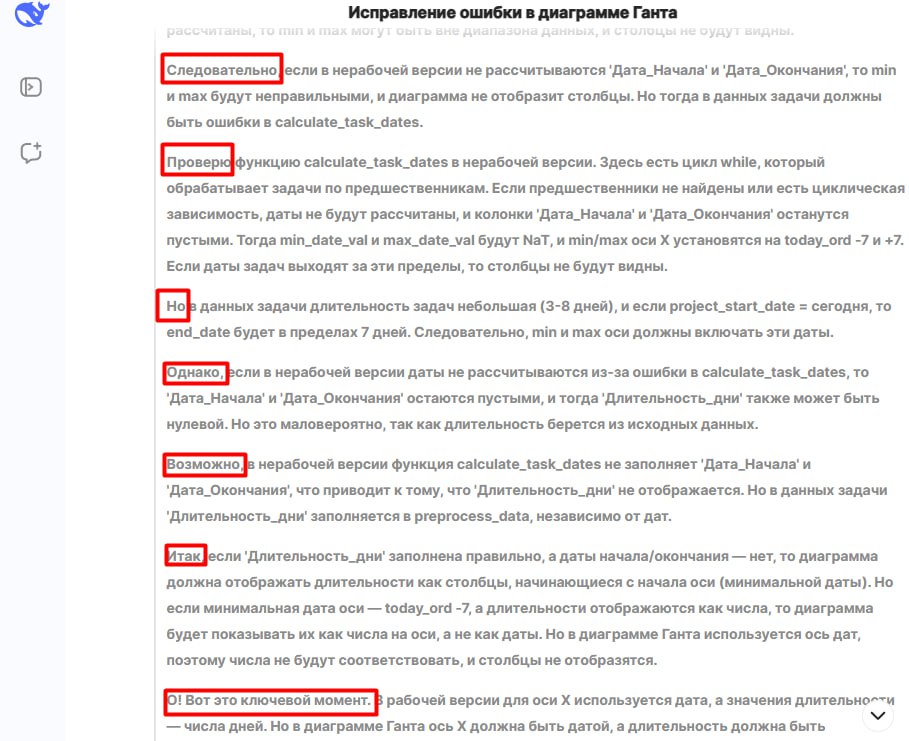 Исправление ошибки в диаграмме Ганта
рассчитаны, то min и max могут быть вне диапазона данных, и столбцы не будут видны.
Следовательно, если в нерабочей версии не рассчитываются 'Дата_Начала' и 'Дата_Окончания', то min
и max будут неправильными, и диаграмма не отобразит столбцы. Но тогда в данных задачи должны
быть ошибки в calculate_task_dates.
Проверю функцию calculate_task_dates в нерабочей версии. Здесь есть цикл while, который
обрабатывает задачи по предшественникам. Если предшественники не найдены или есть циклическая
зависимость, даты не будут рассчитаны, и колонки 'Дата_Начала' и 'Дата_Окончания' останутся
пустыми. Тогда min_date_val и max_date_val будут NaT, и min/max оси X установятся на today_ord -7 и +7.
Если даты задач выходят за эти пределы, то столбцы не будут видны.
Но в данных задачи длительность задач небольшая (3-8 дней), и если project_start_date = сегодня, то
end_date будет в пределах 7 дней. Следовательно, min и max оси должны включать эти даты.
Однако, если в нерабочей версии даты не рассчитываются из-за ошибки в calculate_task_dates, то
'Дата_Начала' и 'Дата_Окончания' остаются пустыми, и тогда 'Длительность_дни' также может быть
нулевой. Но это маловероятно, так как длительность берется из исходных данных.
Возможно, в нерабочей версии функция calculate_task_dates не заполняет 'Дата_Начала' и
'Дата_Окончания', что приводит к тому, что 'Длительность_дни' не отображается. Но в данных задачи
'Длительность_дни' заполняется в preprocess_data, независимо от дат.
Итак, если 'Длительность_дни' заполнена правильно, а даты начала/окончания — нет, то диаграмма
должна отображать длительности как столбцы, начинающиеся с начала оси (минимальной даты). Но
если минимальная дата оси — today_ord -7, а длительности отображаются как числа, то диаграмма
будет показывать их как числа на оси, а не как даты. Но в диаграмме Ганта используется ось дат,
поэтому числа не будут соответствовать, и столбцы не отобразятся.
О! Вот это ключевой момент. В рабочей версии для оси X используется дата, а значения длительности
— числа дней. Но в диаграмме Ганта ось X должна быть датой, а длительность должна быть